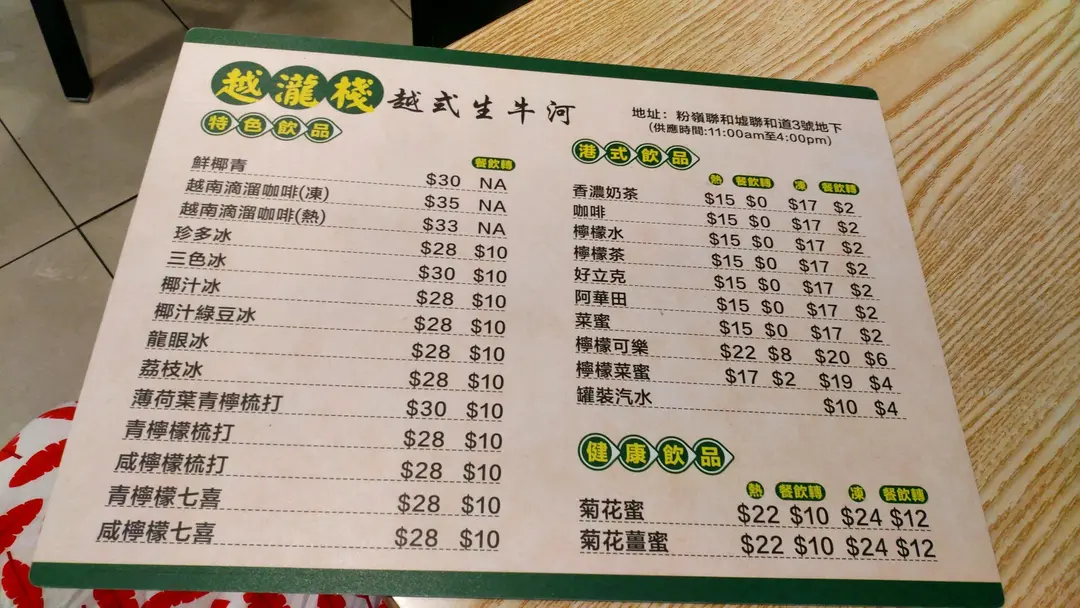 越瀧棧 越式生牛河
地址：粉嶺聯和墟聯和道3號地下
(供應時間:11:00am至4:00pm)
特色飲品
餐飲轉
鮮椰青 $30 NA
越南滴溜咖啡(凍) $35 NA
越南滴溜咖啡(熱) $33 NA
珍多冰 $28 $10
三色冰 $30 $10
椰汁冰 $28 $10
椰汁綠豆冰 $28 $10
龍眼冰 $28 $10
荔枝冰 $28 $10
薄荷葉青檸梳打 $30 $10
青檸檬梳打 $28 $10
咸檸檬梳打 $28 $10
青檸檬七喜 $28 $10
咸檸檬七喜 $28 $10
港式飲品
熱 餐飲轉 凍 餐飲轉
香濃奶茶 $15 $0 $17 $2
咖啡 $15 $0 $17 $2
檸檬水 $15 $0 $17 $2
檸檬茶 $15 $0 $17 $2
好立克 $15 $0 $17 $2
阿華田 $15 $0 $17 $2
菜蜜 $15 $0 $17 $2
檸檬可樂 $22 $8 $20 $6
檸檬菜蜜 $17 $2 $19 $4
罐裝汽水 $10 $4
健康飲品
熱 餐飲轉 凍 餐飲轉
菊花蜜 $22 $10 $24 $12
菊花薑蜜 $22 $10 $24 $12